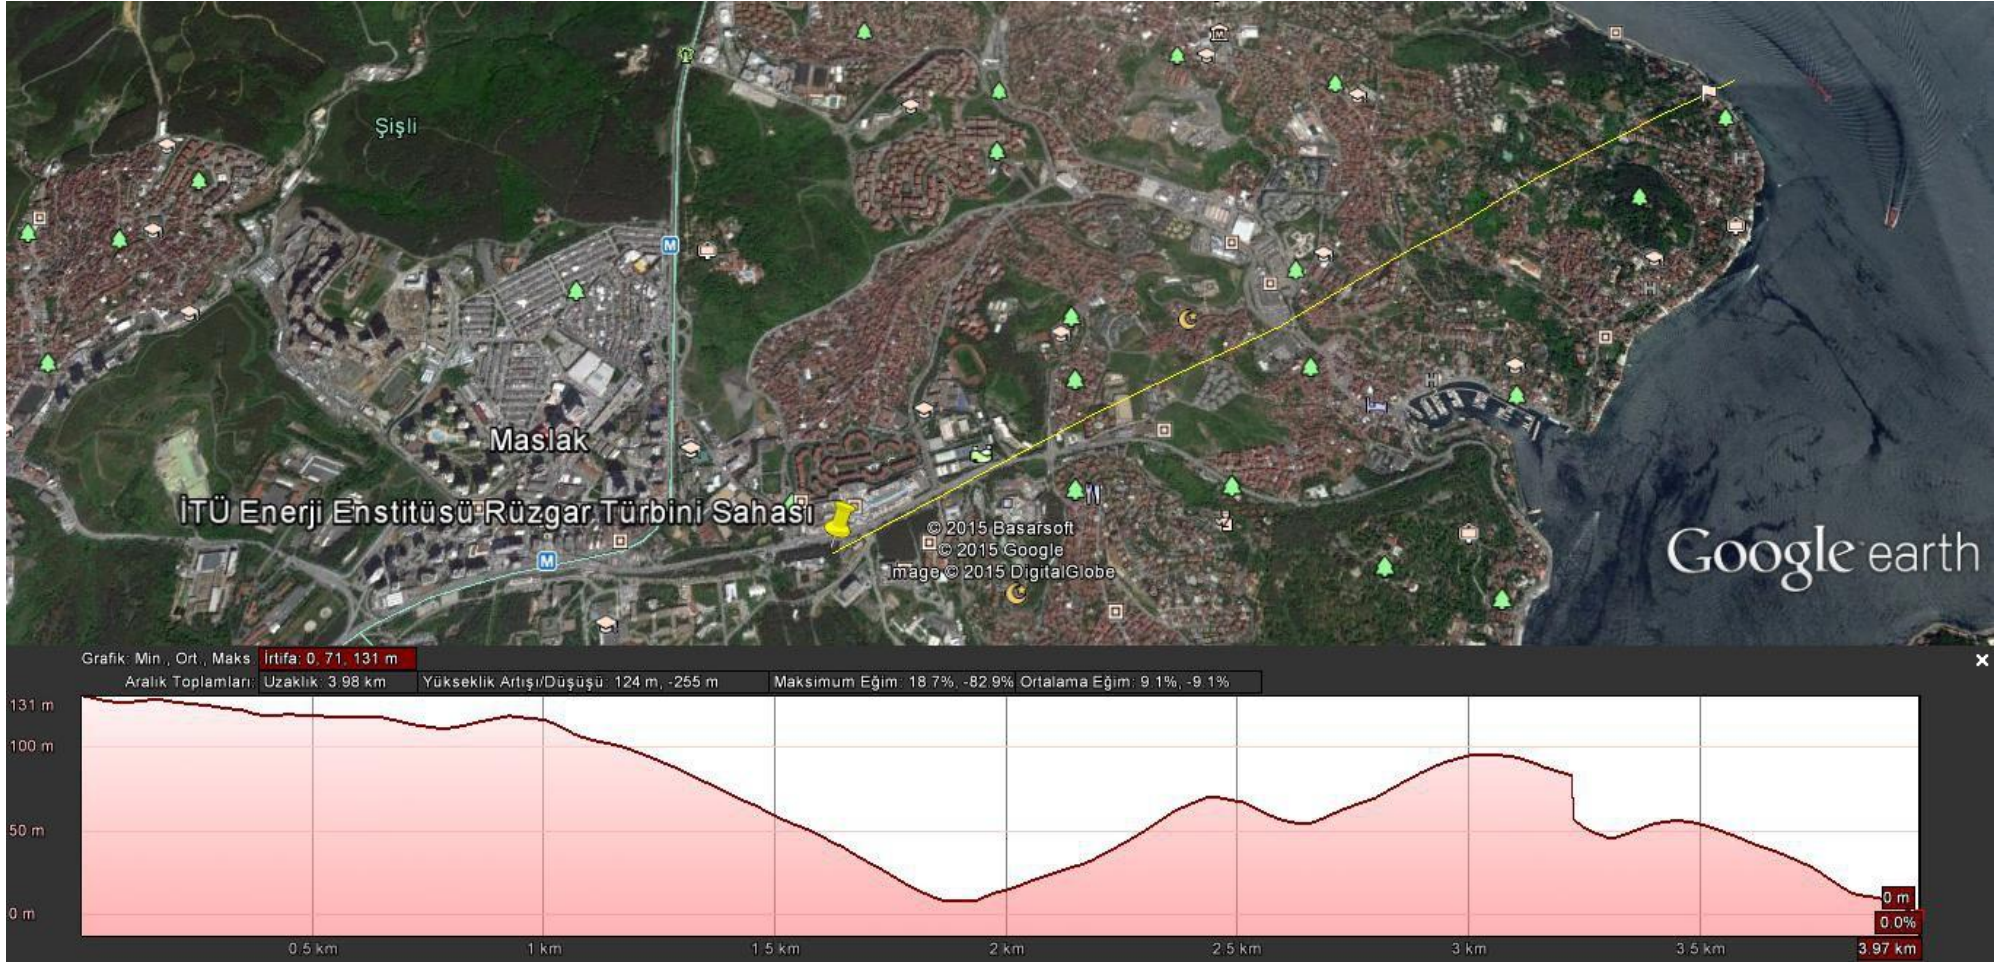 Şişli
M
Maslak
İTÜ Enerji Enstitüsü Rüzgar Türbini Sahası
M
© 2015 Basarsoft
© 2015 Google
mage © 2015 DigitalGlobe
Google earth
Grafik: Min., Ort., Maks İrtifa: 0, 71, 131 m
Aralık Toplamları: Uzaklık: 3.98 km Yükseklik Artışı/Düşüşü: 124 m, -255 m Maksimum Eğim: 18.7%, -82.9% Ortalama Eğim: 9.1%, -9.1%
131 m
100 m
50 m
0 m
0 m
0.0%
0.5 km 1 km 1.5 km 2 km 2.5 km 3 km 3.5 km 3.97 km